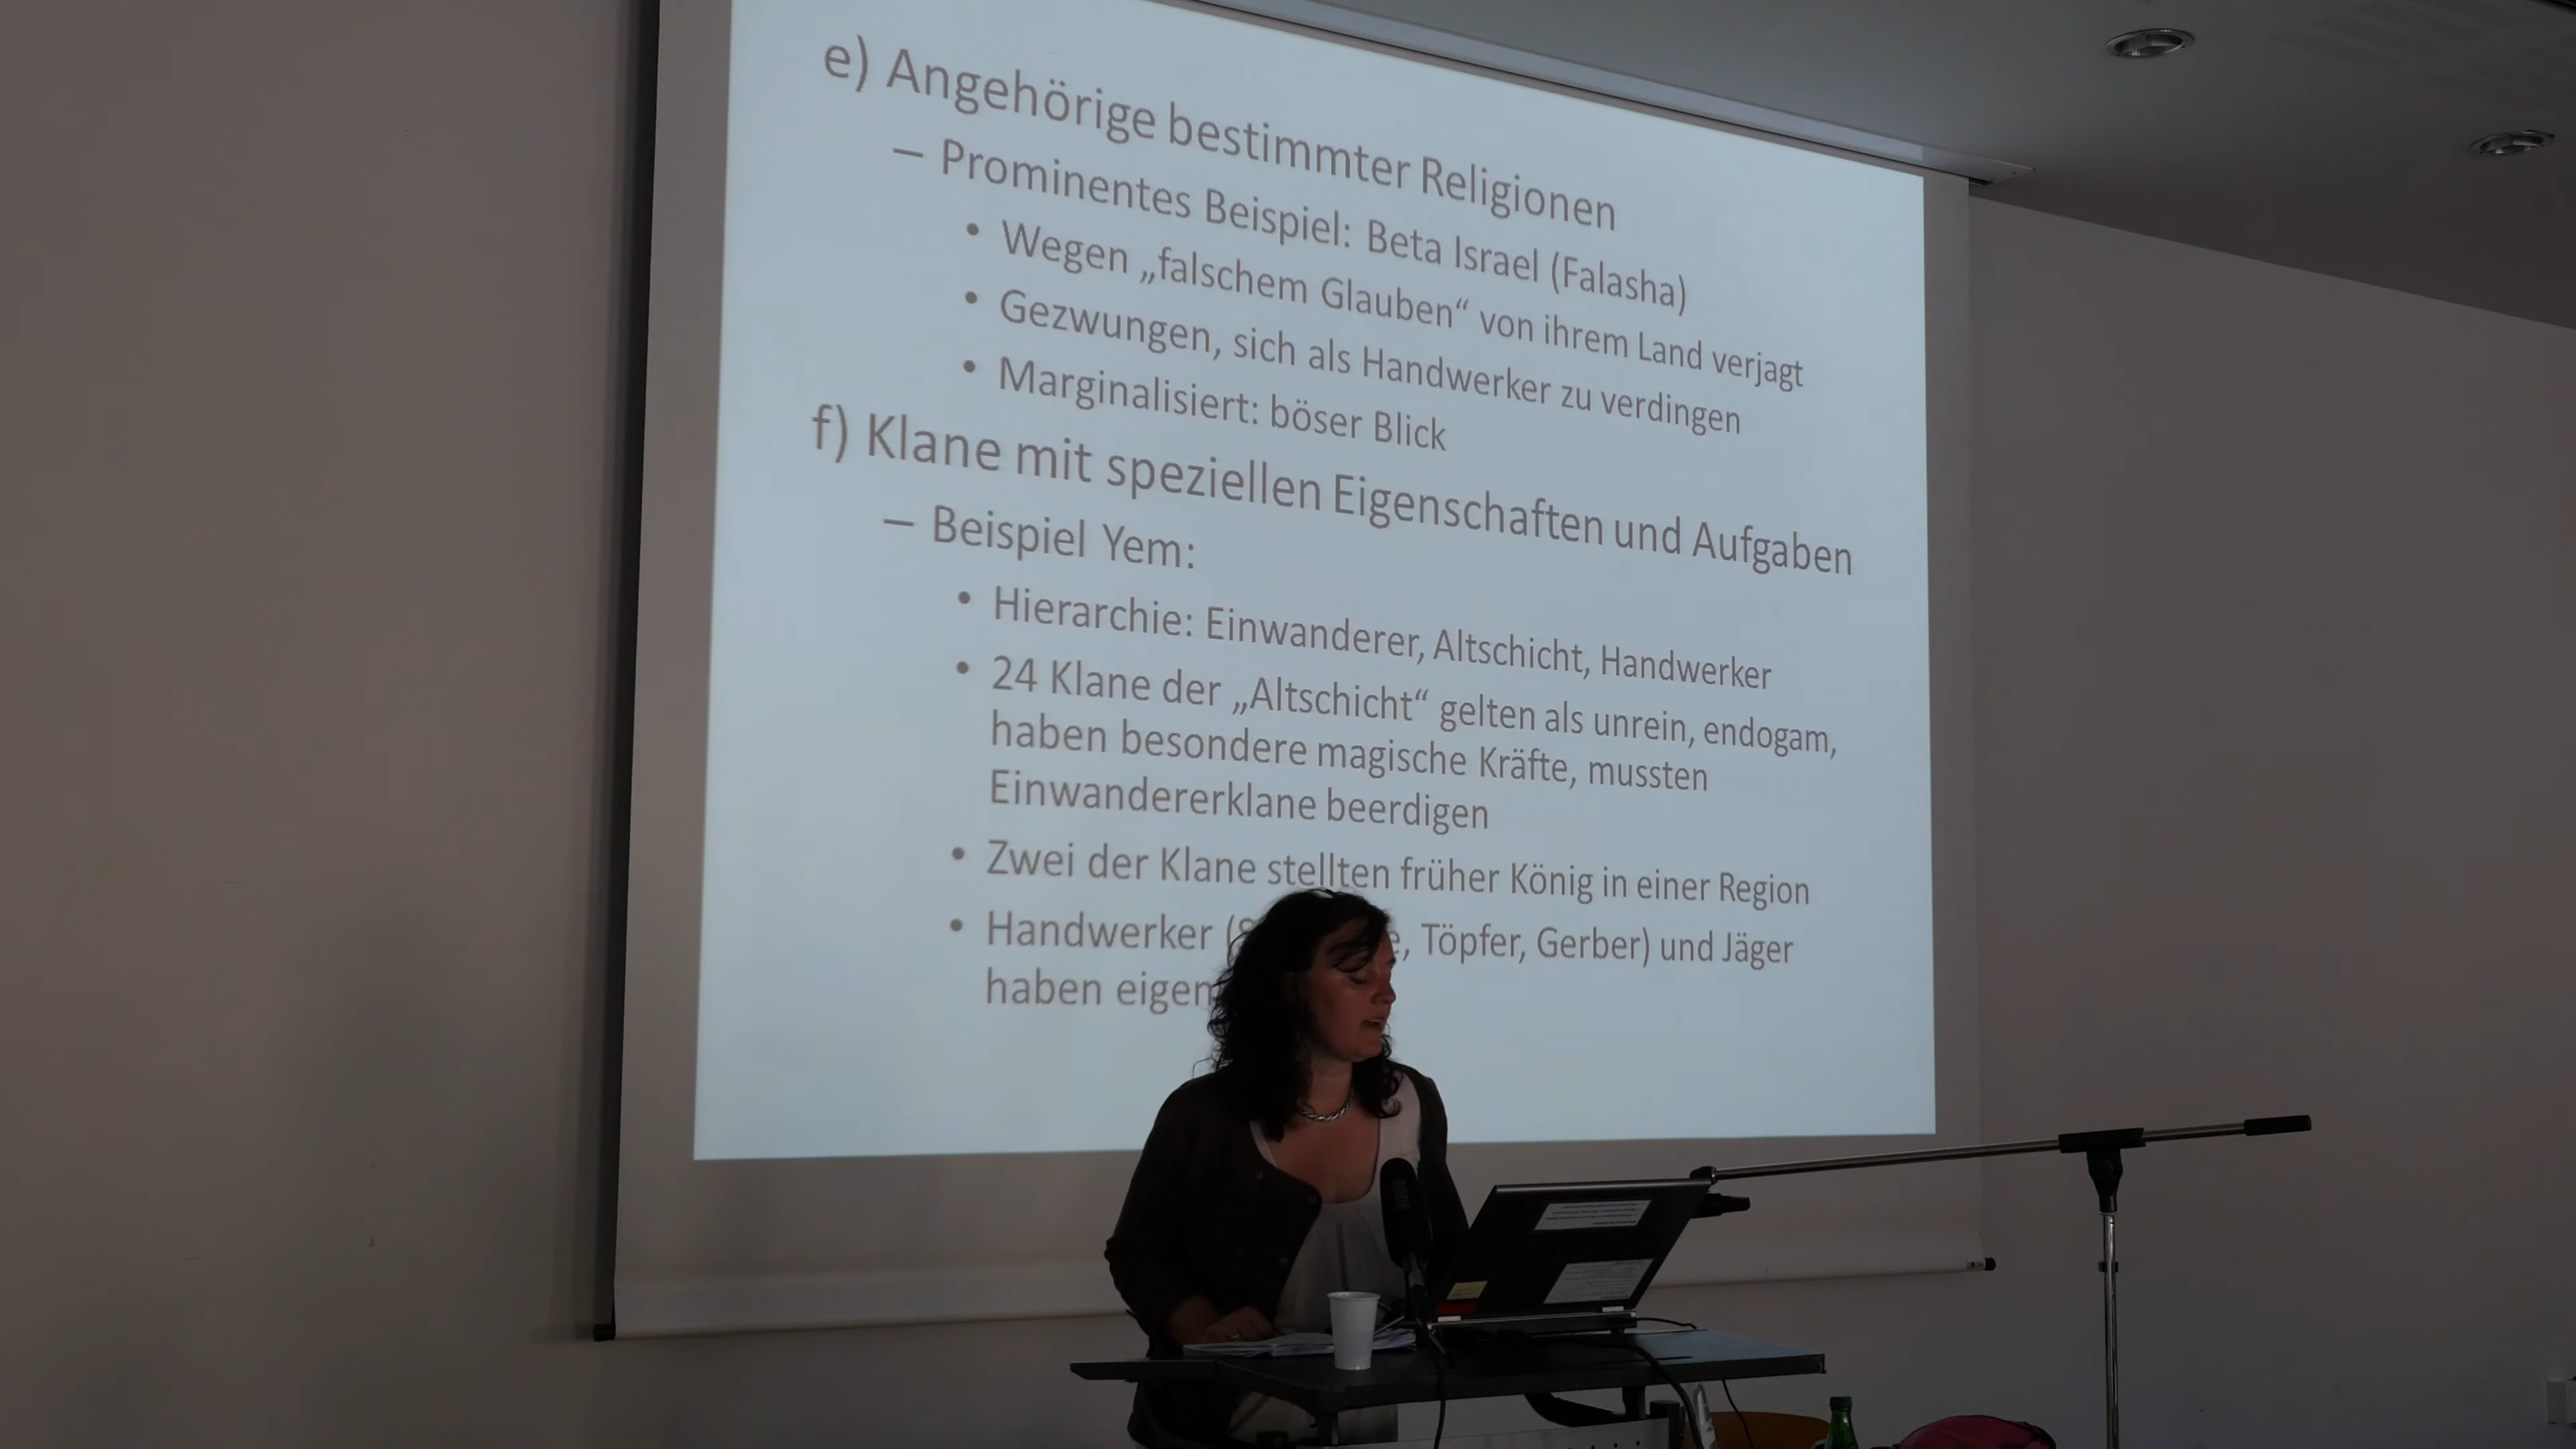 e) Angehörige bestimmter Religionen
– Prominentes Beispiel: Beta Israel (Falasha)
• Wegen „falschem Glauben“ von ihrem Land verjagt
• Gezwungen, sich als Handwerker zu verdingen
• Marginalisiert: böser Blick
f) Klane mit speziellen Eigenschaften und Aufgaben
– Beispiel Yem:
• Hierarchie: Einwanderer, Altschicht, Handwerker
• 24 Klane der „Altschicht“ gelten als unrein, endogam,
haben besondere magische Kräfte, mussten
Einwandererklane beerdigen
• Zwei der Klane stellten früher König in einer Region
• Handwerker ( , Töpfer, Gerber) und Jäger
haben